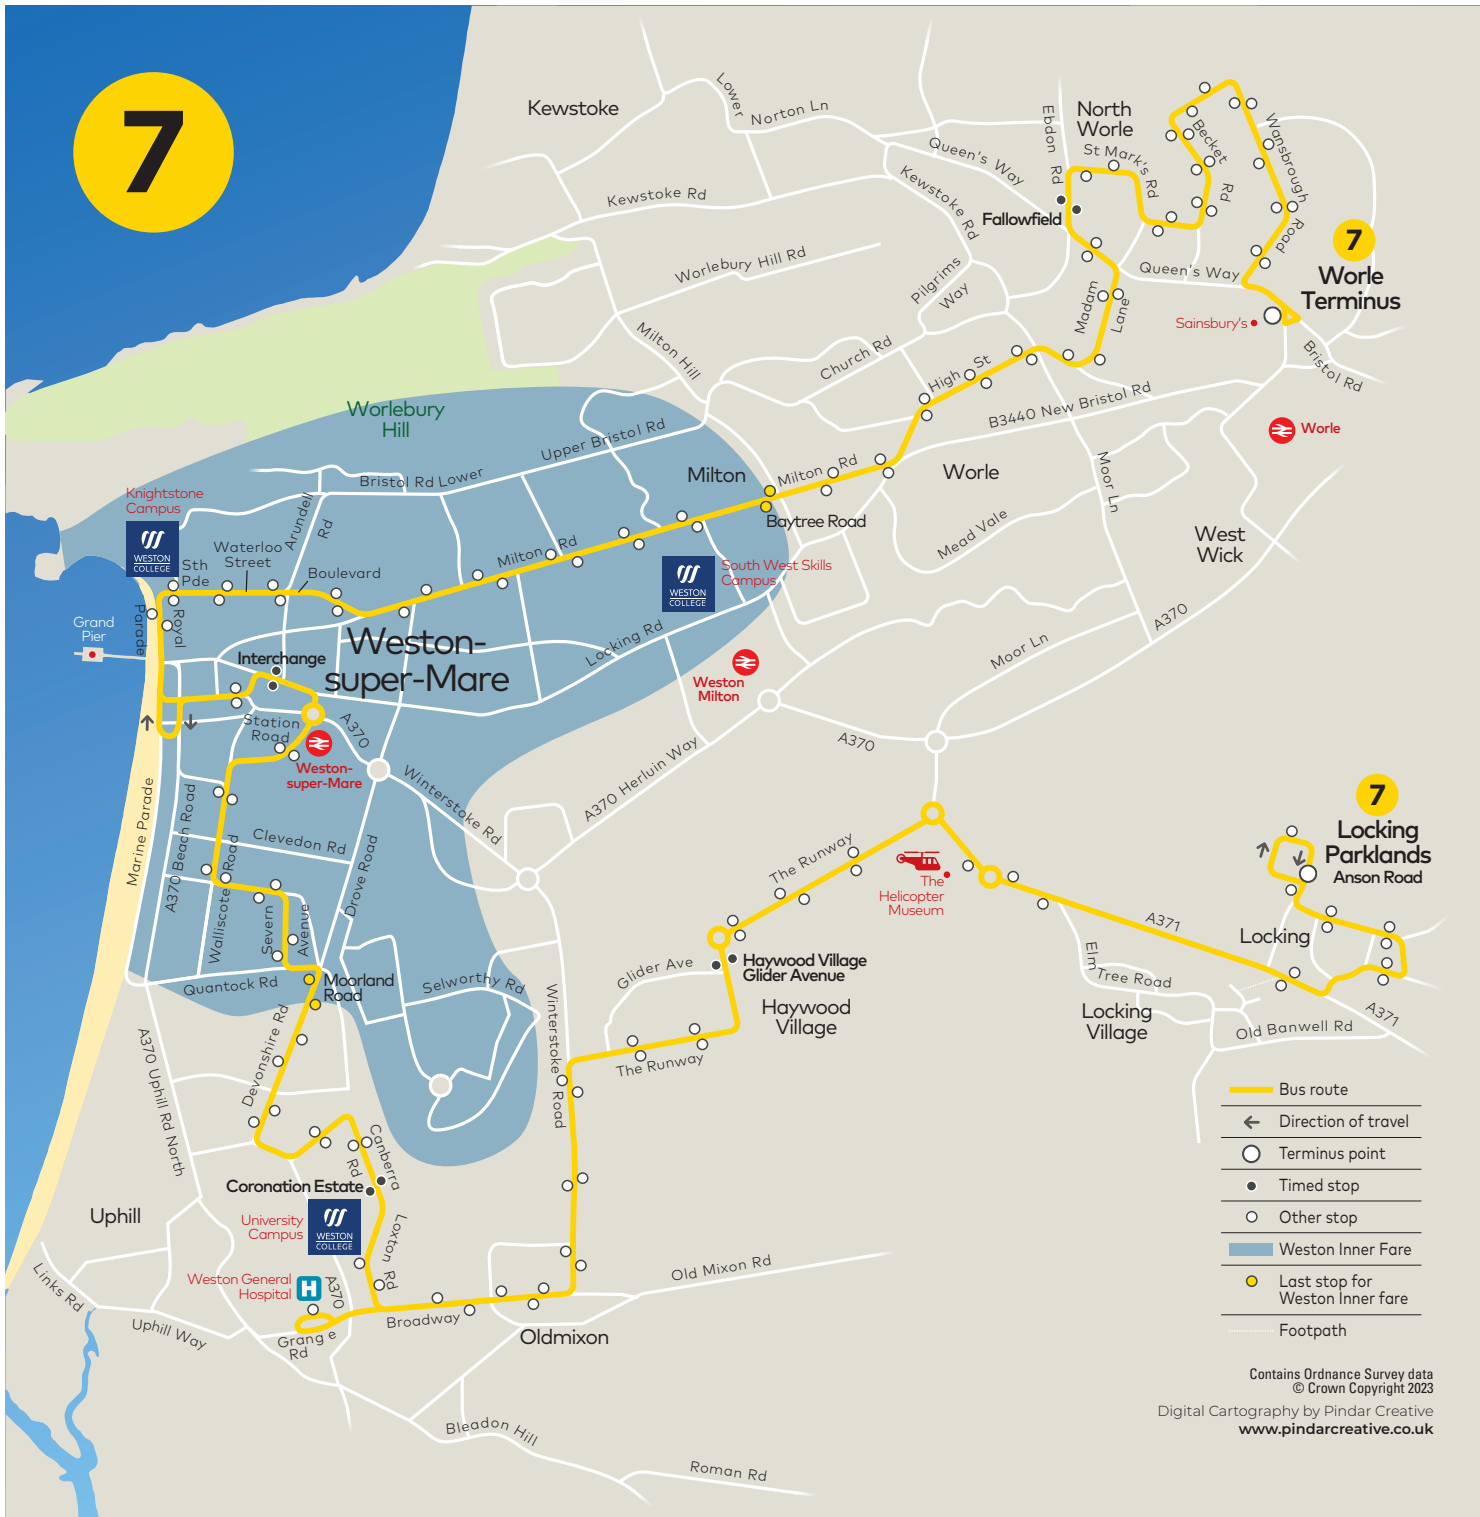 7
Kewstoke
Lower
Norton Ln
Queen's Way
Ebdon Rd
North
Worle
St Mark's Rd
Becket
Rd
Wansbrough
Road
Kewstoke Rd
Kewstoke Rd
Fallowfield
7
Worle
Terminus
Worlebury Hill Rd
Pilgrims
Way
Queen's Way
Madam
Lane
Sainsbury's
Milton Hill
Church Rd
High St
Bristol Rd
B3440 New Bristol Rd
Worlebury
Hill
Upper Bristol Rd
Bristol Rd Lower
Milton
Milton Rd
Worle
Worle
Moor Ln
Knightstone
Campus
WESTON
COLLEGE
Arundell
Rd
Baytree Road
Mead Vale
West
Wick
Waterloo
Street
Sth
Pde
Boulevard
Milton Rd
South West Skills
Campus
WESTON
COLLEGE
Royal
Parade
Grand
Pier
Interchange
Weston-
super-Mare
Locking Rd
A370
Moor Ln
Weston
Milton
Station
Road
A370
Weston-
super-Mare
A370
A370 Herluin Way
Winterstoke Rd
Marine Parade
A370 Beach Road
Clevedon Rd
Drove Road
Walliscote Road
Severn
Avenue
The Runway
The
Helicopter
Museum
7
Locking
Parklands
Anson Road
A371
Locking
Haywood Village
Glider Avenue
Glider Ave
Haywood
Village
Elm
Tree Road
Locking
Village
Old Banwell Rd
A371
Quantock Rd
Moorland
Road
Selworthy Rd
Winterstoke
Road
The Runway
Devonshire Rd
A370 Uphill Rd North
Canberra
Rd
Coronation Estate
University
Campus
WESTON
COLLEGE
Loxton Rd
Uphill
Weston General
Hospital
H
A370
Links Rd
Uphill Way
Grange
Rd
Broadway
Old Mixon Rd
Oldmixon
Bleadon Hill
Roman Rd
Bus route
Direction of travel
Terminus point
Timed stop
Other stop
Weston Inner Fare
Last stop for
Weston Inner fare
Footpath
Contains Ordnance Survey data
© Crown Copyright 2023
Digital Cartography by Pindar Creative
www.pindarcreative.co.uk